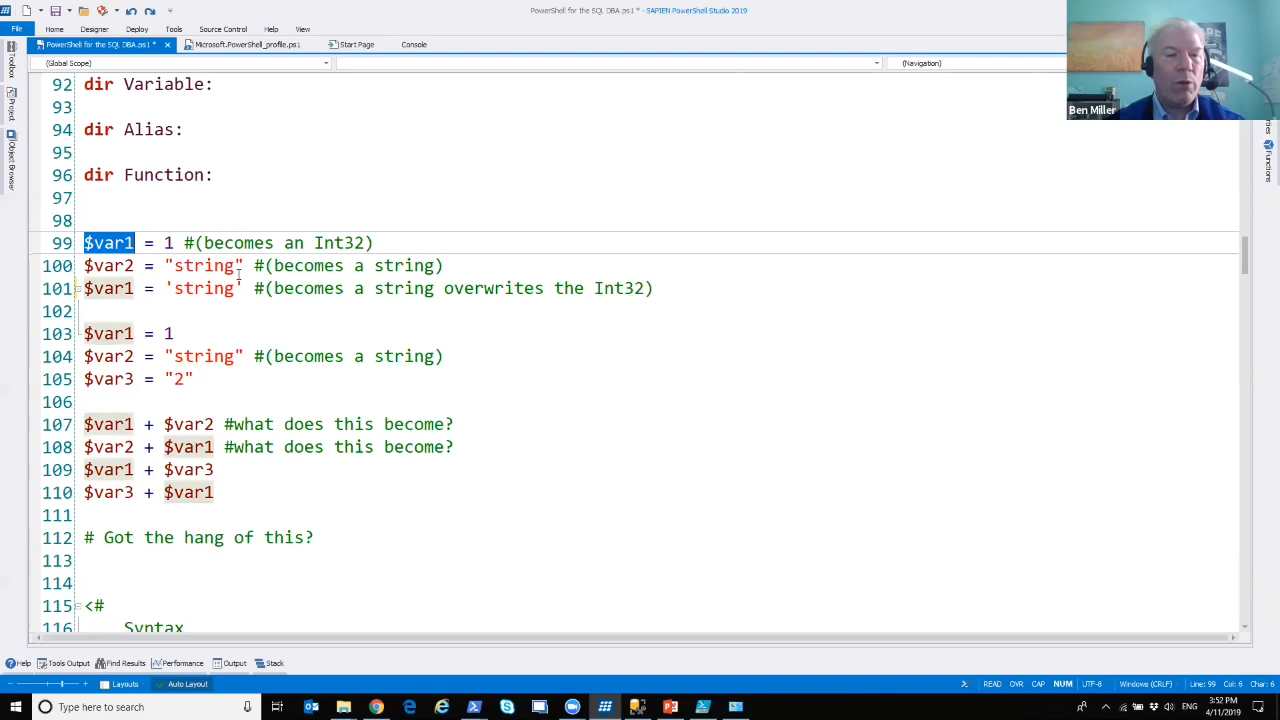 PowerShell for the SQL DBA.ps1 * - SAPIEN PowerShell Studio 2019
File Home Designer Deploy Tools Source Control Help View
PowerShell for the SQL DBA.ps1 * Microsoft.PowerShell_profile.ps1 Start Page Console
(Global Scope) (Navigation)
Toolbox
Project
Object Browser
Functions
Ben Miller
92 dir Variable:
93
94 dir Alias:
95
96 dir Function:
97
98
99 $var1 = 1 #(becomes an Int32)
100 $var2 = "string" #(becomes a string)
101 $var1 = 'string' #(becomes a string overwrites the Int32)
102
103 $var1 = 1
104 $var2 = "string" #(becomes a string)
105 $var3 = "2"
106
107 $var1 + $var2 #what does this become?
108 $var2 + $var1 #what does this become?
109 $var1 + $var3
110 $var3 + $var1
111
112 # Got the hang of this?
113
114
115 <#
116 Syntax
Help Tools Output Find Results Performance Output Stack
Layouts Auto Layout READ OVR CAP NUM UTF-8 Windows (CRLF) Line: 99 Col: 6 Char: 6
Type here to search ENG 3:52 PM
4/11/2019